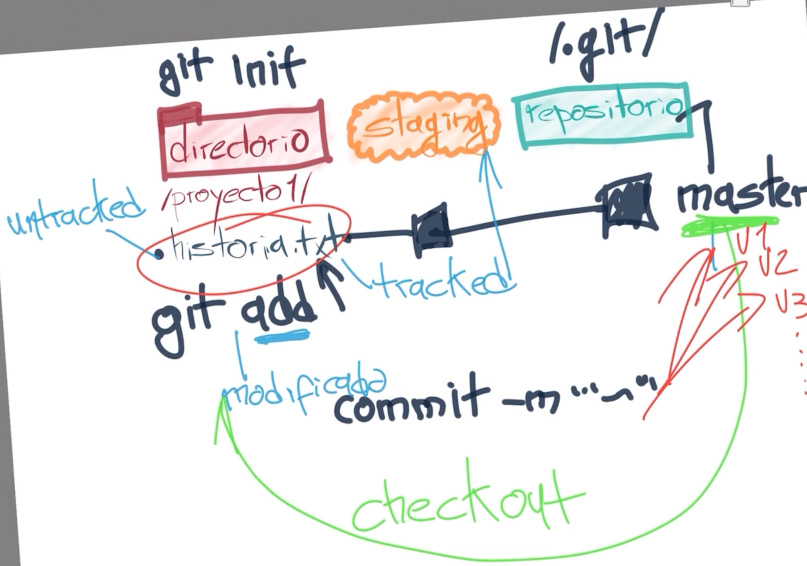 git init
/.git/
directorio
staging
repositorio
/proyecto1/
master
untracked
historia.txt
tracked
V1
V2
V3
git add
modificado
commit -m "~"
checkout